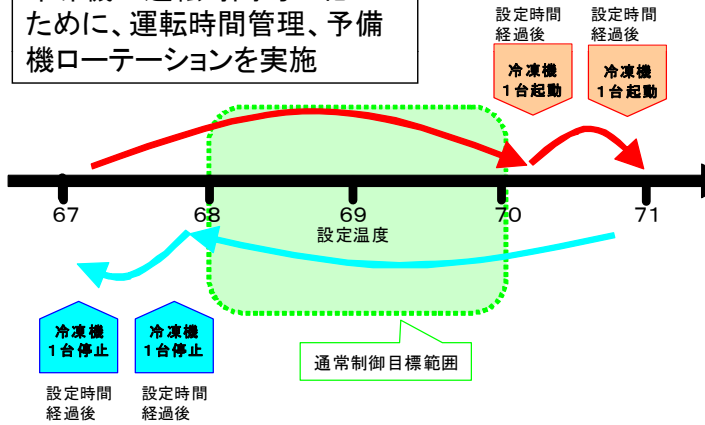 ために、運転時間管理、予備
機ローテーションを実施
設定時間
経過後
設定時間
経過後
冷凍機
1台起動
冷凍機
1台起動
67
68
69
70
71
設定温度
冷凍機
1台停止
冷凍機
1台停止
通常制御目標範囲
設定時間
経過後
設定時間
経過後